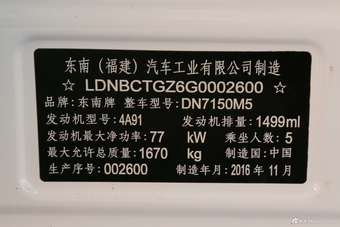 东南（福建）汽车工业有限公司制造
☆ LDNBCTGZ6G0002600 ☆
品牌：东南牌 整车型号：DN7150M5
发动机型号：4A91 发动机排量：1499ml
发动机最大净功率：77 kW 乘坐人数：5
最大允许总质量：1670 kg 制造国：中国
生产序号：002600 制造年月：2016 年 11 月